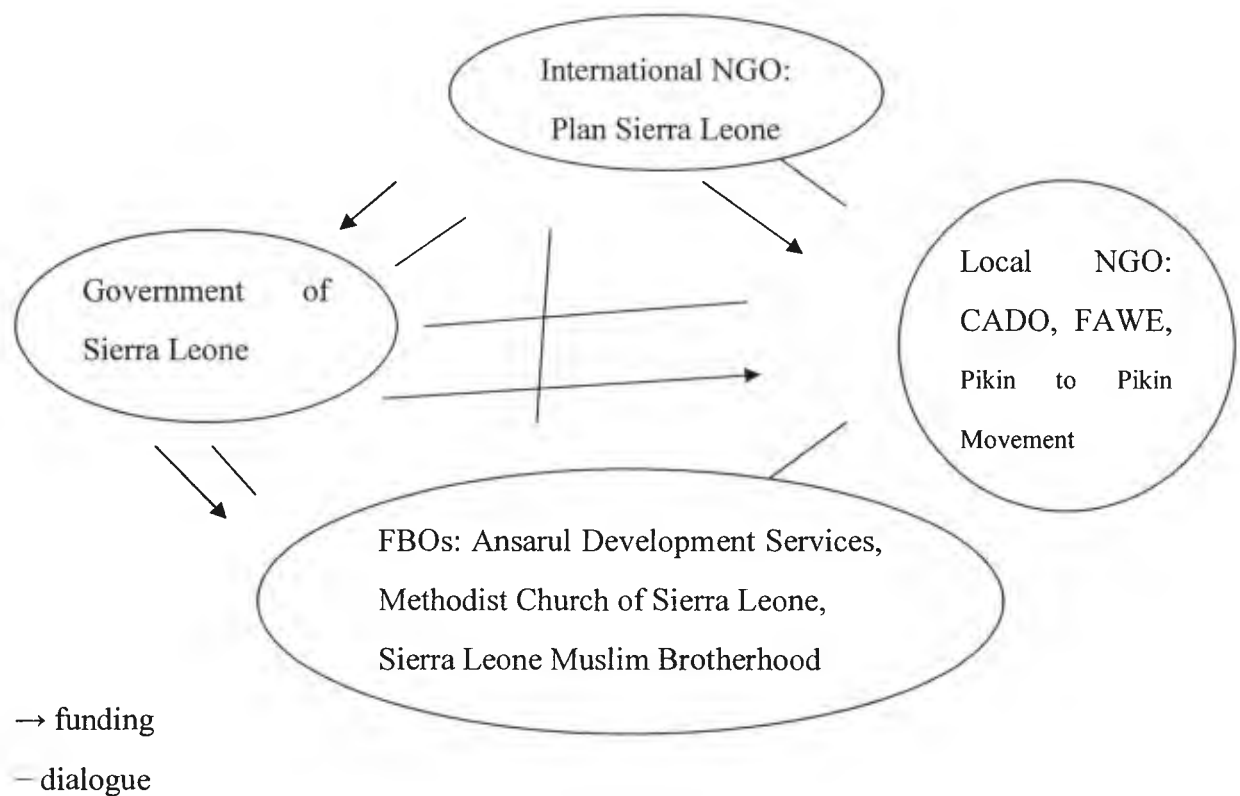 International NGO:
Plan Sierra Leone
Government of
Sierra Leone
Local NGO:
CADO, FAWE,
Pikin to Pikin
Movement
FBOs: Ansarul Development Services,
Methodist Church of Sierra Leone,
Sierra Leone Muslim Brotherhood
→ funding
– dialogue